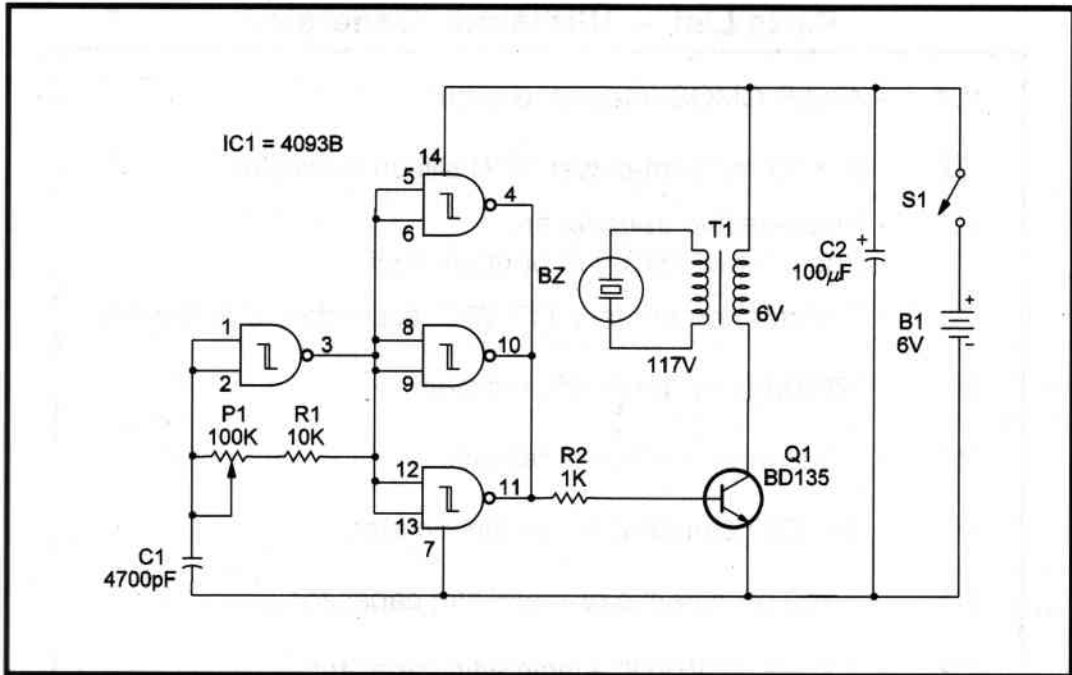 IC1 = 4093B
14
5
6
4
S1
T1
C2
+
100μF
BZ
6V
+
B1
6V
−
117V
1
2
3
8
9
10
P1
100K
R1
10K
12
13
11
7
R2
1K
Q1
BD135
C1
4700pF